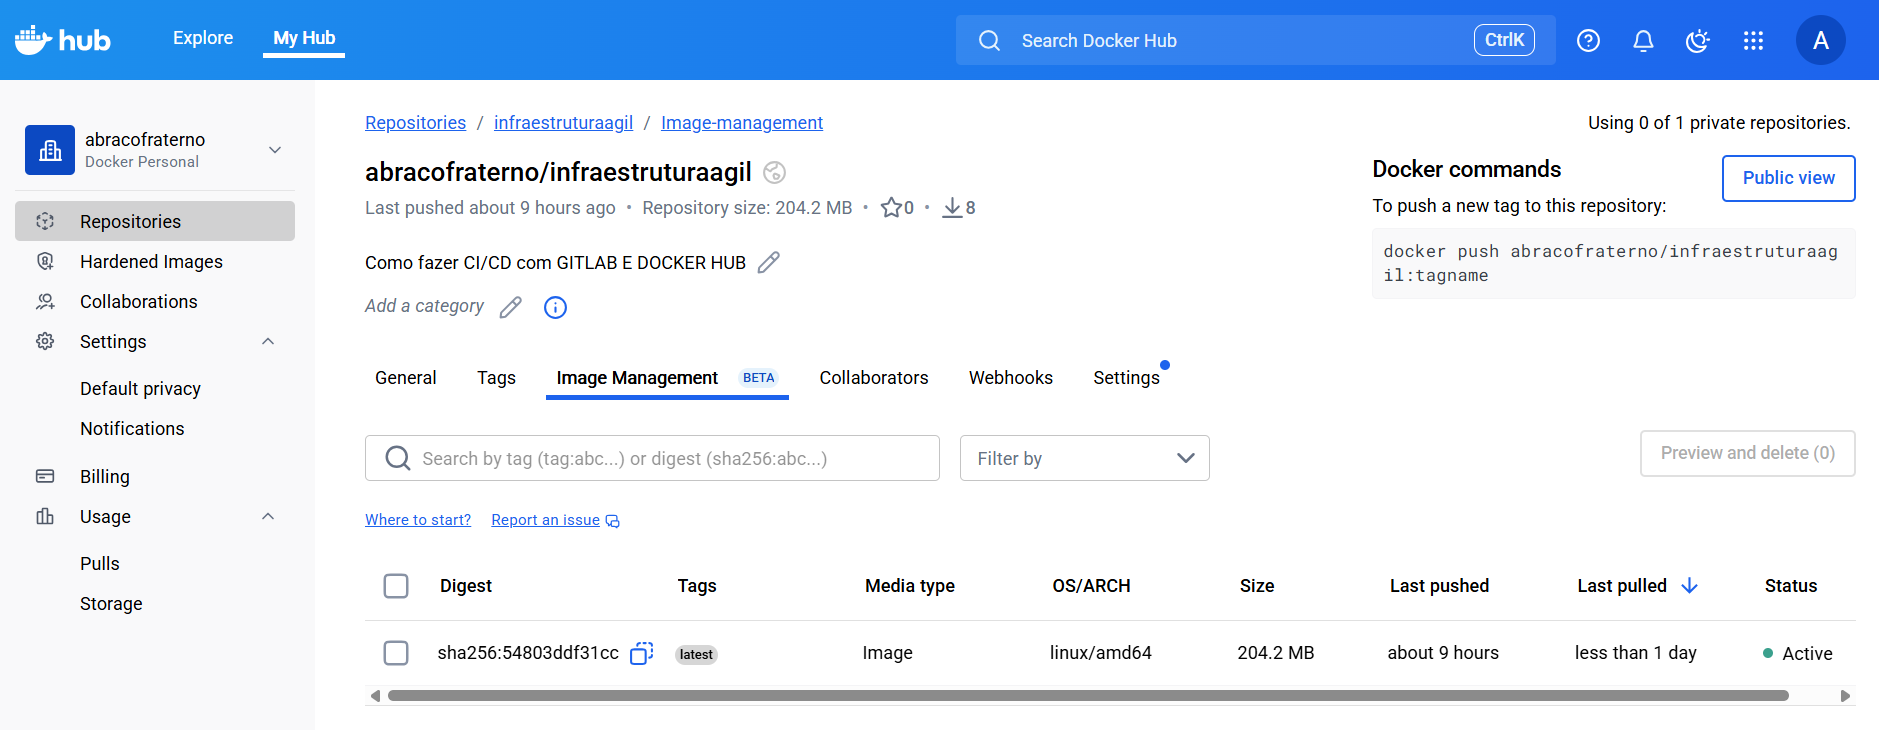 hub
Explore
My Hub
Search Docker Hub
CtrlK
A
abracofraterno
Docker Personal
Repositories
Hardened Images
Collaborations
Settings
Default privacy
Notifications
Billing
Usage
Pulls
Storage
Repositories / infraestruturaagil / Image-management
Using 0 of 1 private repositories.
abracofraterno/infraestruturaagil
Last pushed about 9 hours ago • Repository size: 204.2 MB • 0 • 8
Como fazer CI/CD com GITLAB E DOCKER HUB
Add a category
Docker commands
Public view
To push a new tag to this repository:
docker push abracofraterno/infraestruturaag
il:tagname
General Tags Image Management BETA Collaborators Webhooks Settings
Search by tag (tag:abc...) or digest (sha256:abc...)
Filter by
Preview and delete (0)
Where to start? Report an issue
Digest Tags Media type OS/ARCH Size Last pushed Last pulled Status
sha256:54803ddf31cc latest Image linux/amd64 204.2 MB about 9 hours less than 1 day Active